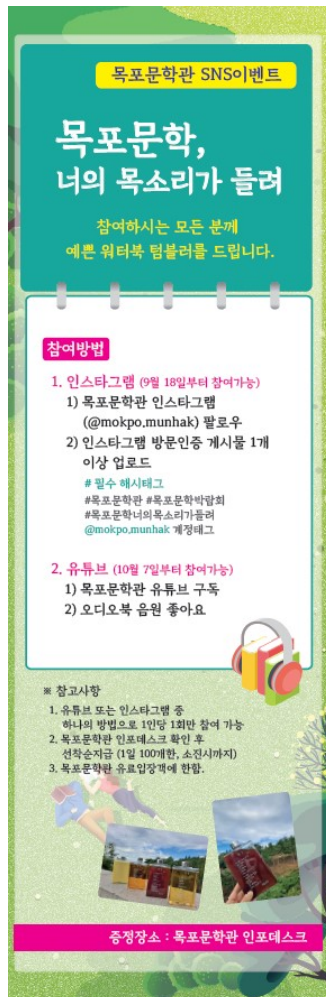 목포문학관 SNS이벤트
목포문학,
너의 목소리가 들려
참여하시는 모든 분께
예쁜 워터북 텀블러를 드립니다.
참여방법
1. 인스타그램 (9월 18일부터 참여가능)
1) 목포문학관 인스타그램
(@mokpo.munhak) 팔로우
2) 인스타그램 방문인증 게시물 1개
이상 업로드
# 필수 해시태그
#목포문학관 #목포문학박람회
#목포문학너의목소리가들려
@mokpo.munhak 계정태그
2. 유튜브 (10월 7일부터 참여가능)
1) 목포문학관 유튜브 구독
2) 오디오북 음원 좋아요
※ 참고사항
1. 유튜브 또는 인스타그램 중
하나의 방법으로 1인당 1회만 참여 가능
2. 목포문학관 인포데스크 확인 후
선착순지급 (1일 100개한, 소진시까지)
3. 목포문학관 유료입장객에 한함.
증정장소 : 목포문학관 인포데스크